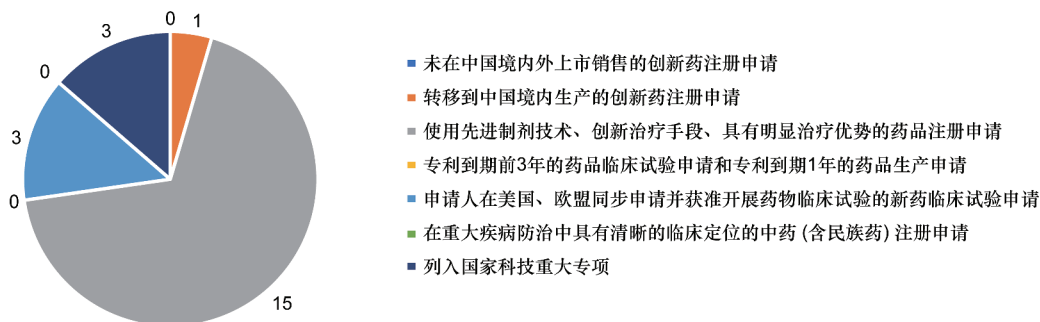 0
1
3
0
3
0
15
未在中国境内外上市销售的创新药注册申请
转移到中国境内生产的创新药注册申请
使用先进制剂技术、创新治疗手段、具有明显治疗优势的药品注册申请
专利到期前3年的药品临床试验申请和专利到期1年的药品生产申请
申请人在美国、欧盟同步申请并获准开展药物临床试验的新药临床试验申请
在重大疾病防治中具有清晰的临床定位的中药 (含民族药) 注册申请
列入国家科技重大专项